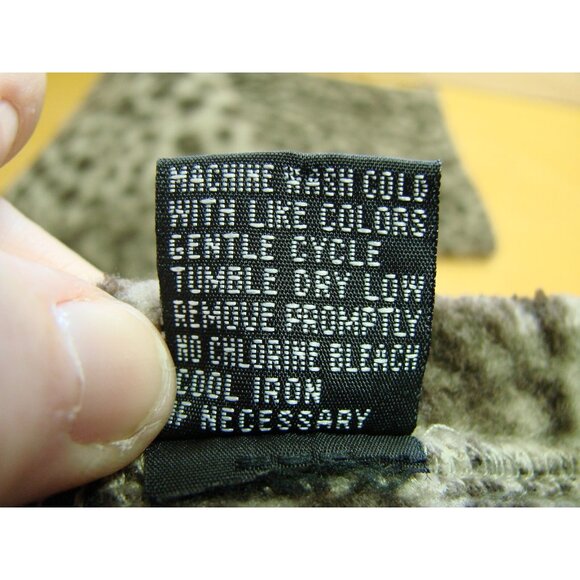 MACHINE WASH COLD
WITH LIKE COLORS
GENTLE CYCLE
TUMBLE DRY LOW
REMOVE PROMPTLY
NO CHLORINE BLEACH
COOL IRON
IF NECESSARY